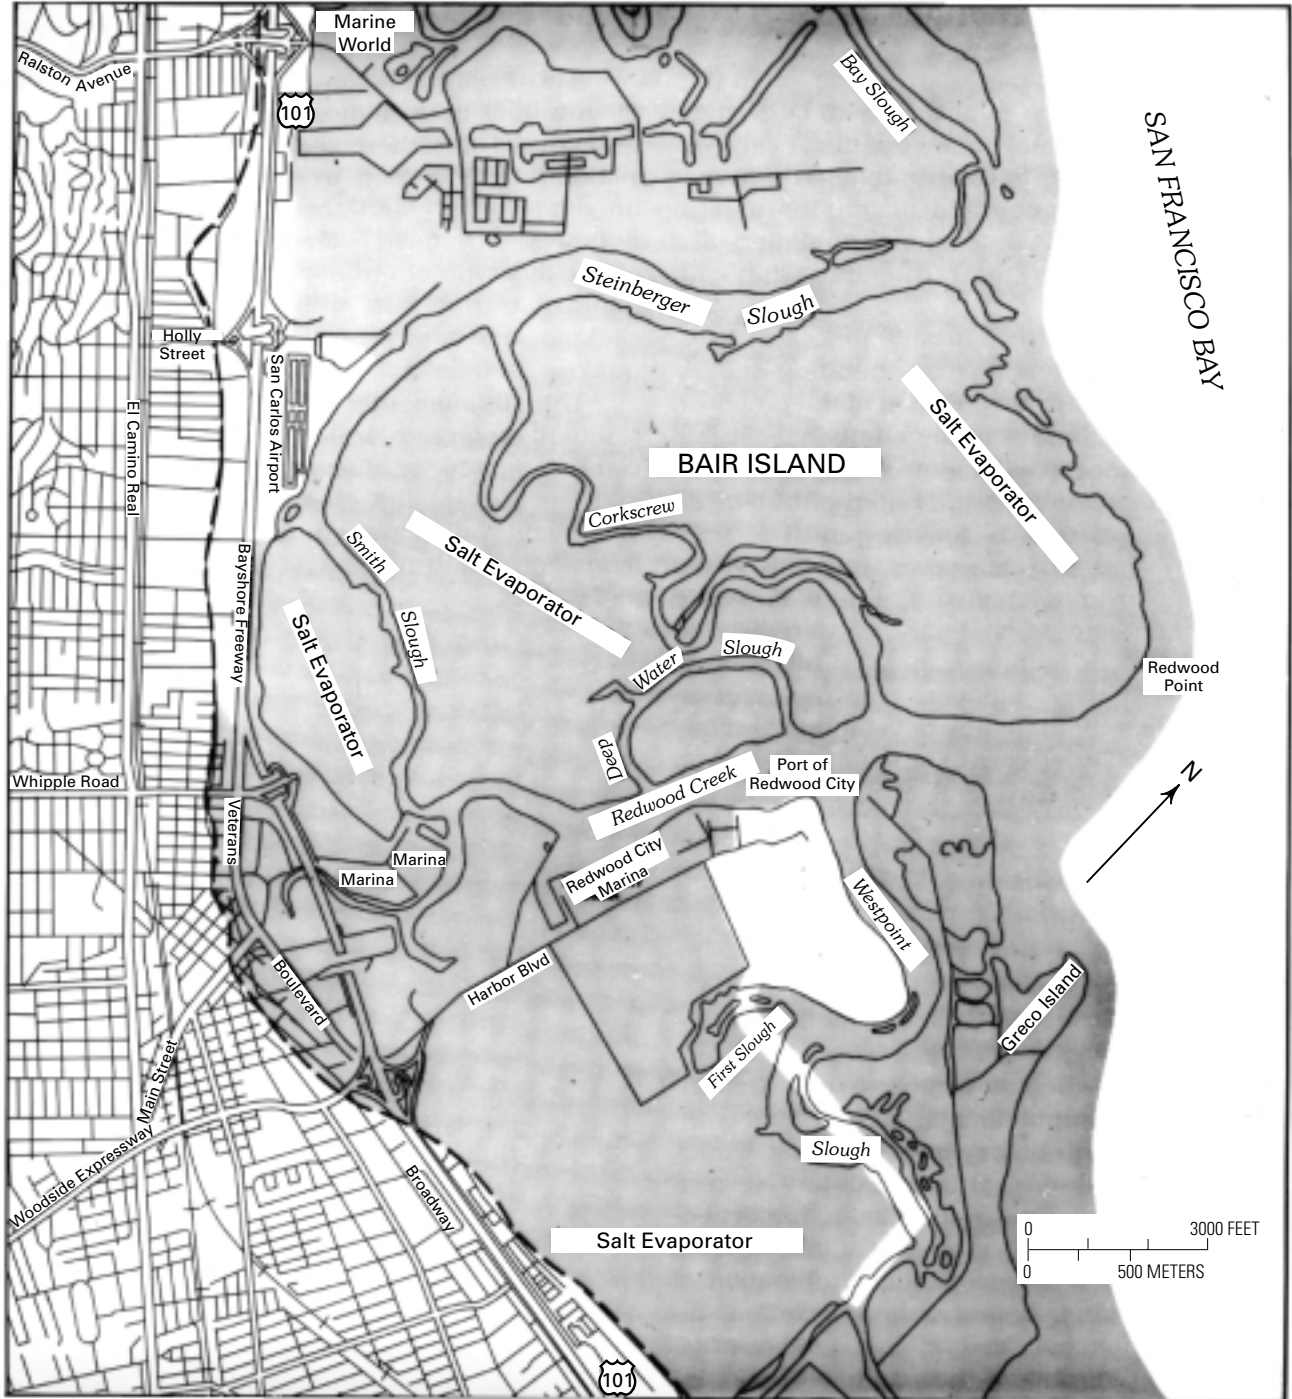 Marine
World
Ralston Avenue
101
Bay Slough
SAN FRANCISCO BAY
Steinberger
Slough
Holly
Street
San Carlos Airport
El Camino Real
Salt Evaporator
BAIR ISLAND
Corkscrew
Smith
Slough
Salt Evaporator
Bayshore Freeway
Salt Evaporator
Slough
Water
Deep
Redwood
Point
Whipple Road
Veterans
Redwood Creek
Port of
Redwood City
N
Marina
Marina
Redwood City
Marina
Westpoint
Boulevard
Harbor Blvd
Greco Island
First Slough
Main Street
Woodside Expressway
Broadway
Slough
Salt Evaporator
0 3000 FEET
0 500 METERS
101